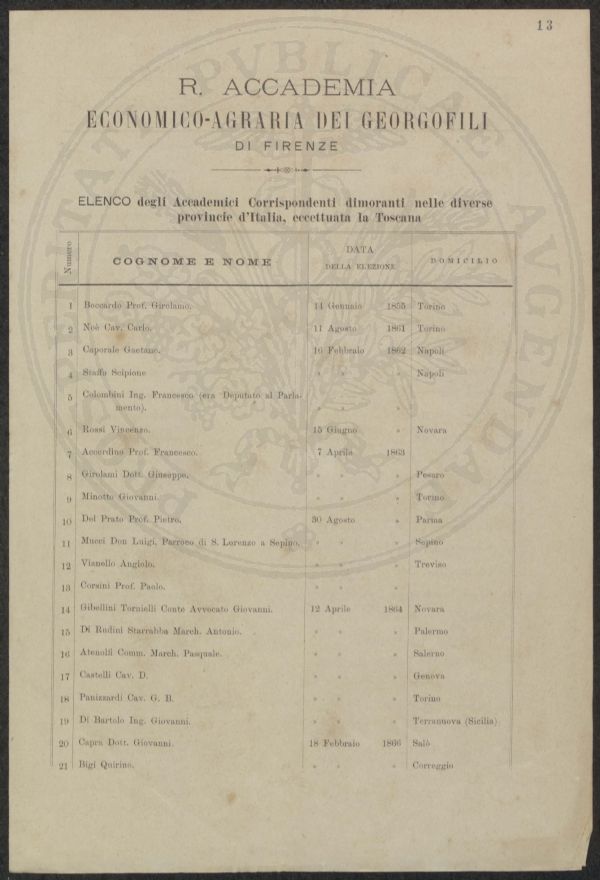 13
R. ACCADEMIA
ECONOMICO-AGRARIA DEI GEORGOFILI
DI FIRENZE
ELENCO degli Accademici Corrispondenti dimoranti nelle diverse
provincie d'Italia, eccettuata la Toscana
Numero COGNOME E NOME DATA DELLA ELEZIONE DOMICILIO
1 Boccardo Prof. Girolamo. 14 Gennaio 1855 Torino
2 Noè Cav. Carlo. 11 Agosto 1861 Torino
3 Caporale Gaetano. 16 Febbraio 1862 Napoli
4 Staffa Scipione » » » Napoli
5 Colombini Ing. Francesco (era Deputato al Parla-
mento). » » »
6 Rossi Vincenzo. 15 Giugno » Novara
7 Accordino Prof. Francesco. 7 Aprile 1863
8 Girolami Dott. Giuseppe. » » » Pesaro
9 Minotto Giovanni. » » » Torino
10 Del Prato Prof. Pietro. 30 Agosto » Parma
11 Mucci Don Luigi, Parroco di S. Lorenzo a Sepino. » » » Sepino
12 Vianello Angiolo. » » » Treviso
13 Corsini Prof. Paolo. » » »
14 Gibellini Tornielli Conte Avvocato Giovanni. 12 Aprile 1864 Novara
15 Di Rudinì Starrabba March. Antonio. » » » Palermo
16 Atenolfi Comm. March. Pasquale. » » » Salerno
17 Castelli Cav. D. » » » Genova
18 Panizzardi Cav. G. B. » » » Torino
19 Di Bartolo Ing. Giovanni. » » » Terranuova (Sicilia)
20 Capra Dott. Giovanni. 18 Febbraio 1866 Salò
21 Bigi Quirino. » » » Correggio
PROSPERITATI PUBLICAE AUGENDAE